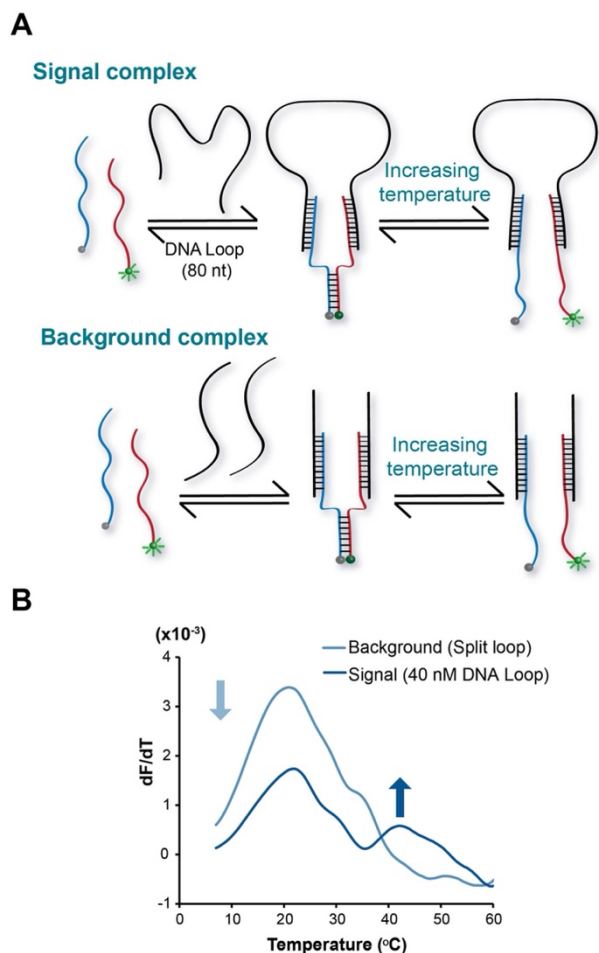 A
Signal complex
DNA Loop
(80 nt)
Increasing
temperature
Background complex
Increasing
temperature
B
(x10⁻³)
Background (Split loop)
Signal (40 nM DNA Loop)
4
3
2
1
0
-1
dF/dT
0 10 20 30 40 50 60
Temperature (ºC)